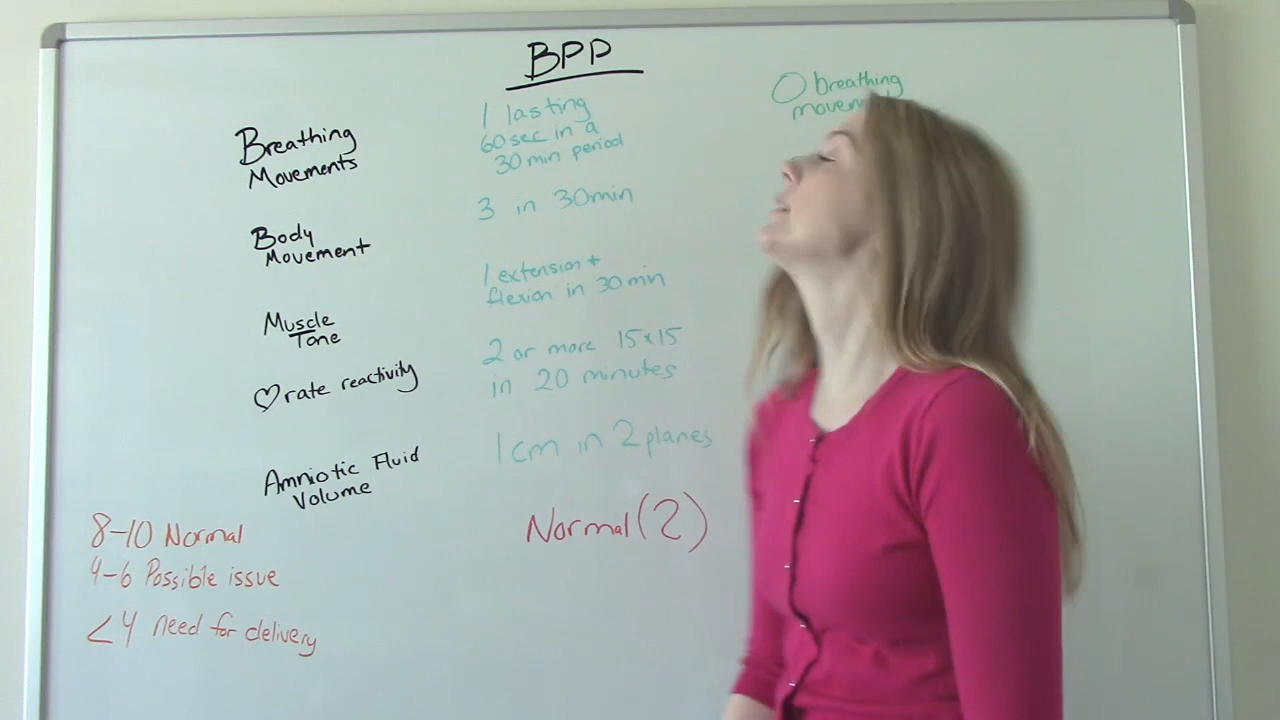 BPP
Breathing
Movements
1 lasting
60 sec in a
30 min period
0 breathing
Body
Movement
3 in 30min
Muscle
Tone
1 extension +
flexion in 30 min
♡ rate reactivity
2 or more 15x15
in 20 minutes
Amniotic Fluid
Volume
1 cm in 2 planes
Normal (2)
8-10 Normal
4-6 Possible issue
<4 need for delivery